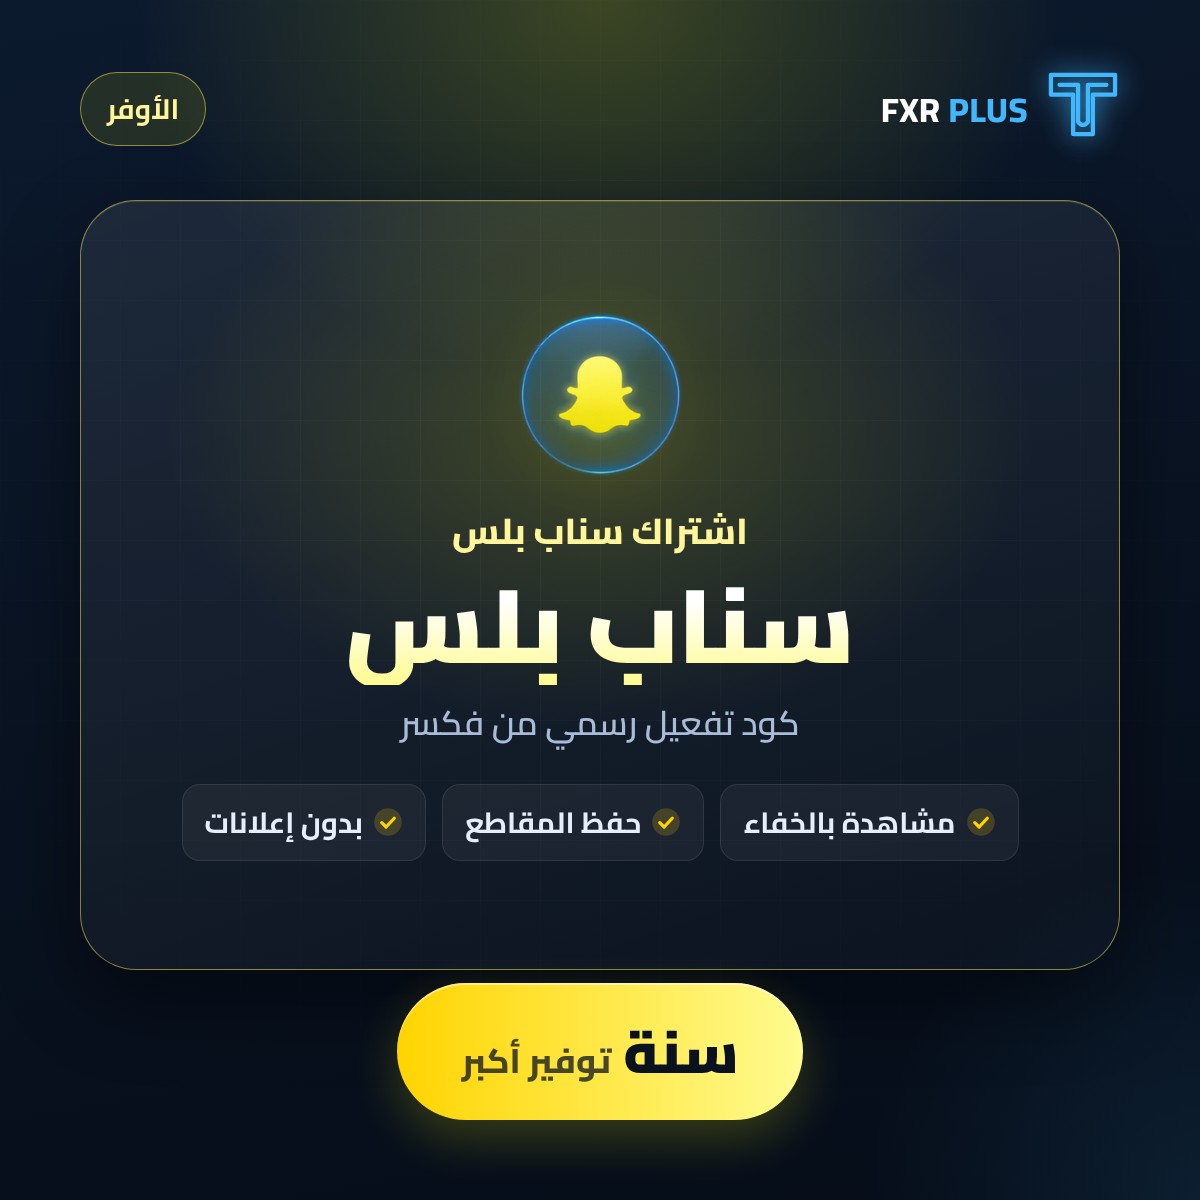 FXR PLUS
الأوفر
اشتراك سناب بلس
سناب بلس
كود تفعيل رسمي من فكسر
مشاهدة بالخفاء
حفظ المقاطع
بدون إعلانات
سنة توفير أكبر